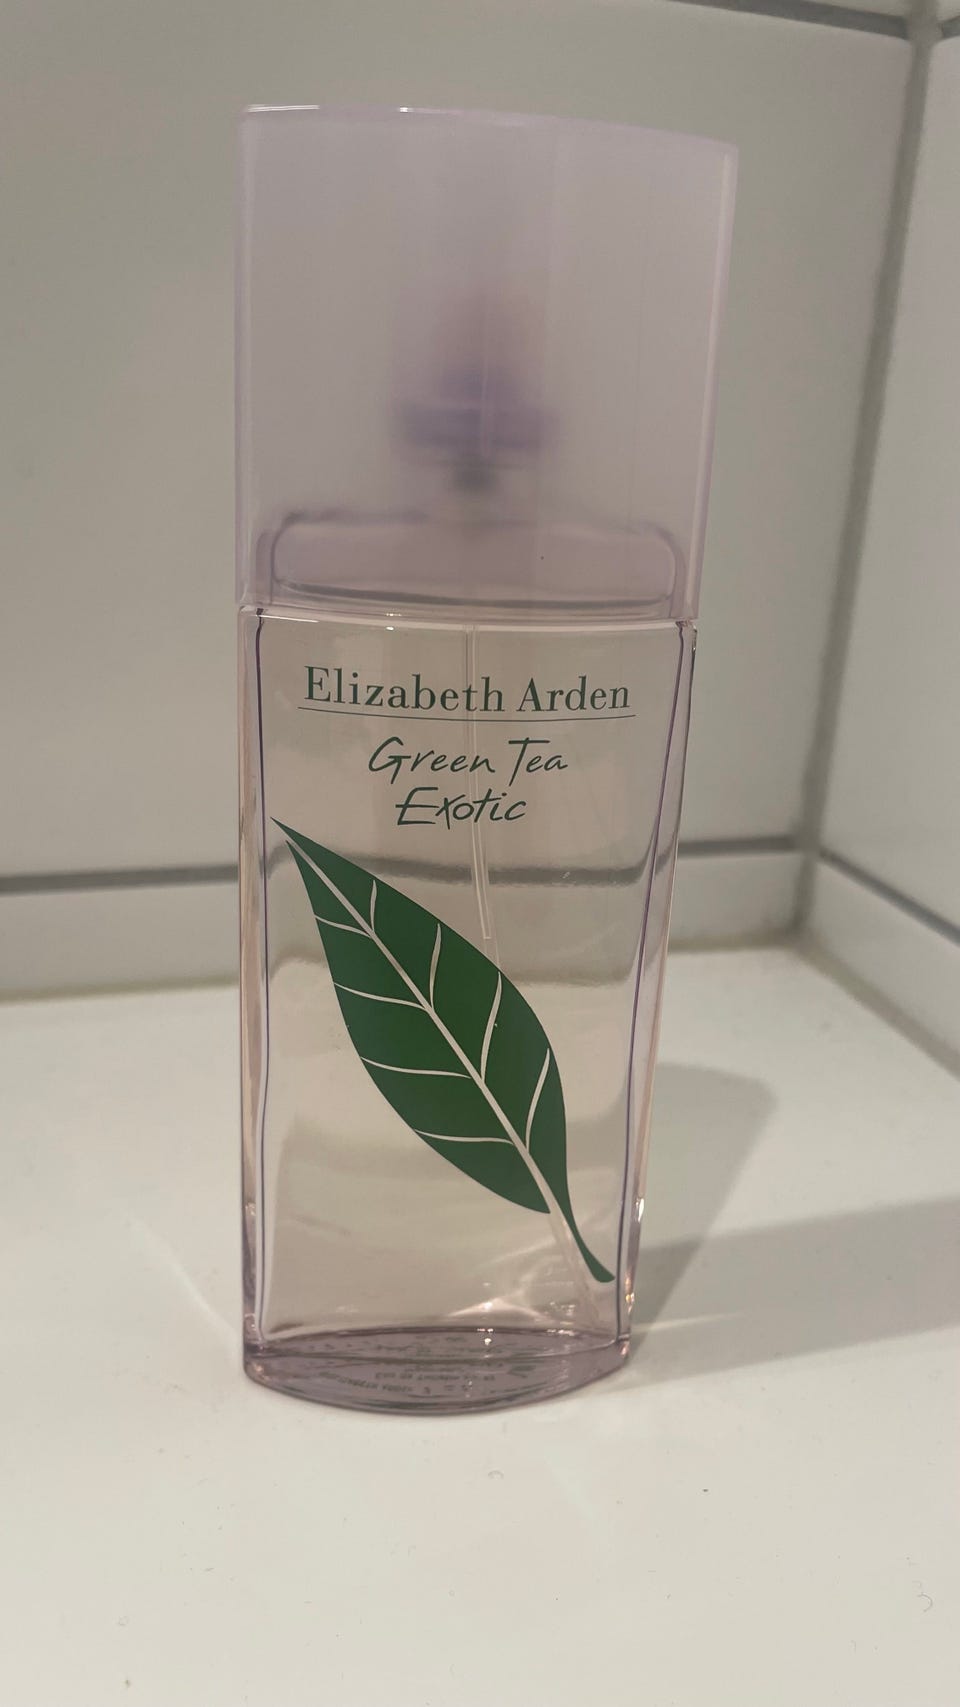 Elizabeth Arden
Green Tea
Exotic